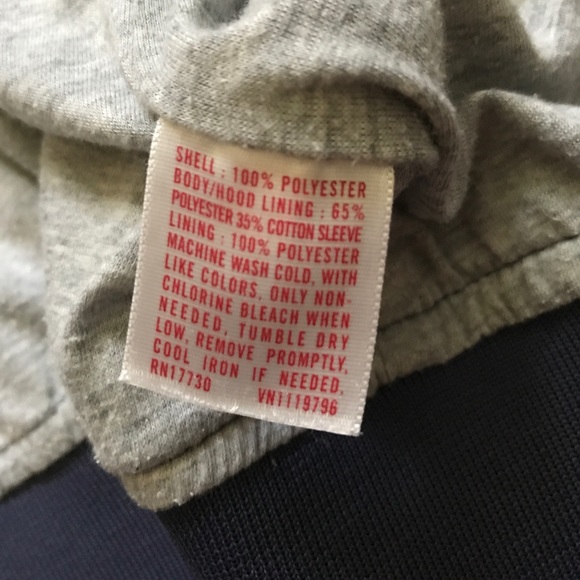 SHELL : 100% POLYESTER
BODY/HOOD LINING : 65%
POLYESTER 35% COTTON SLEEVE
LINING : 100% POLYESTER
MACHINE WASH COLD, WITH
LIKE COLORS, ONLY NON-
CHLORINE BLEACH WHEN
NEEDED, TUMBLE DRY
LOW, REMOVE PROMPTLY,
COOL IRON IF NEEDED,
RN17730 VN1119796